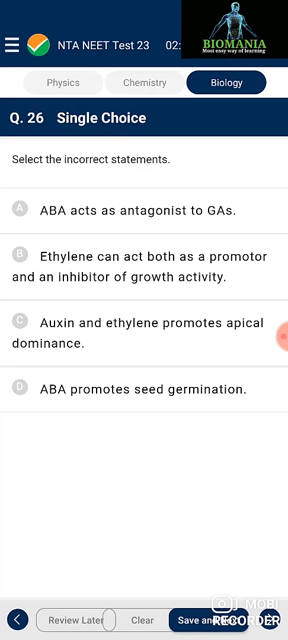 NTA NEET Test 23 02:
BIOMANIA
Most easy way of learning
Physics Chemistry Biology
Q. 26 Single Choice
Select the incorrect statements.
A ABA acts as antagonist to GAs.
B Ethylene can act both as a promotor
and an inhibitor of growth activity.
C Auxin and ethylene promotes apical
dominance.
D ABA promotes seed germination.
MOBI
Review Later Clear Save and
RECORDER